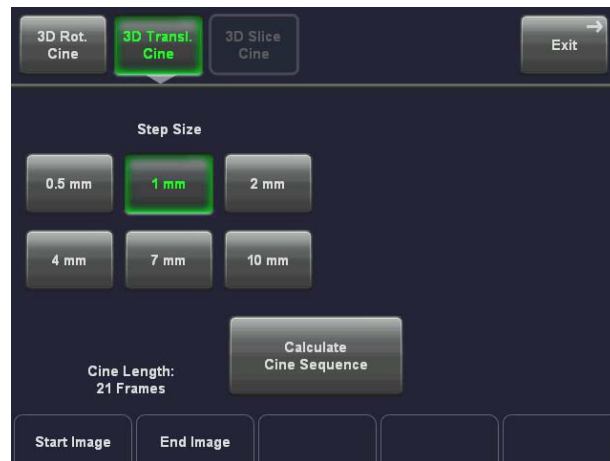 3D Rot.
Cine
3D Transl.
Cine
3D Slice
Cine
Exit
Step Size
0.5 mm
1 mm
2 mm
4 mm
7 mm
10 mm
Calculate
Cine Sequence
Cine Length:
21 Frames
Start Image
End Image